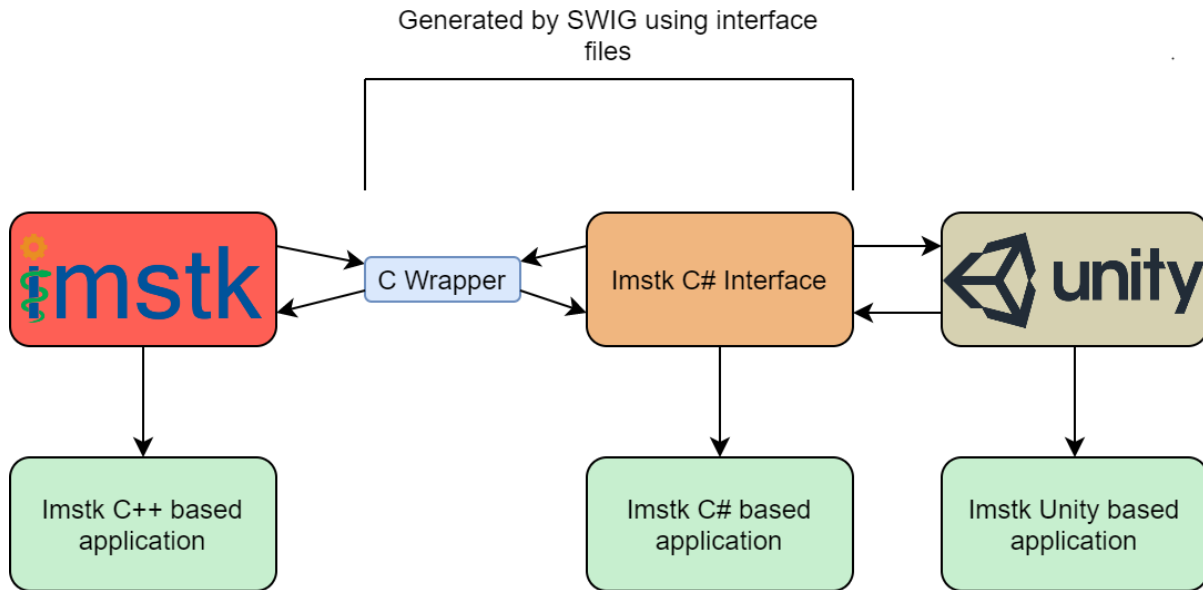 Generated by SWIG using interface
files
imstk
C Wrapper
Imstk C# Interface
unity
Imstk C++ based
application
Imstk C# based
application
Imstk Unity based
application